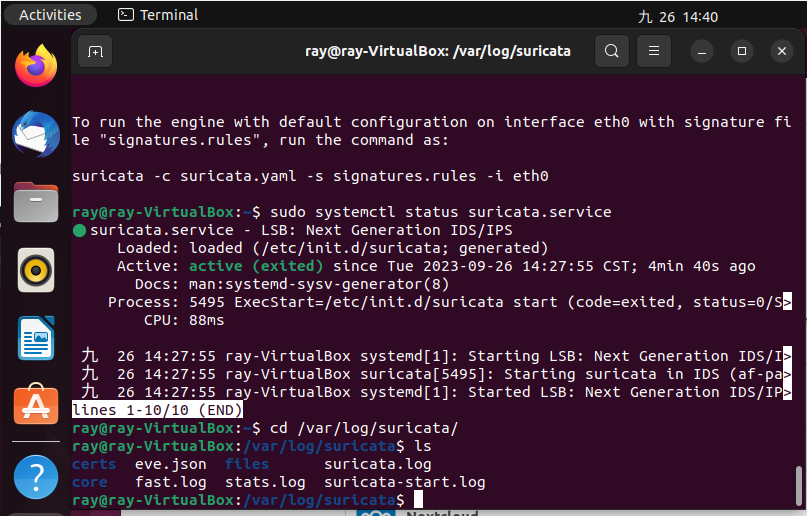 Activities
Terminal
九 26 14:40
ray@ray-VirtualBox: /var/log/suricata
To run the engine with default configuration on interface eth0 with signature fi
le "signatures.rules", run the command as:
suricata -c suricata.yaml -s signatures.rules -i eth0
ray@ray-VirtualBox:~$ sudo systemctl status suricata.service
suricata.service - LSB: Next Generation IDS/IPS
Loaded: loaded (/etc/init.d/suricata; generated)
Active: active (exited) since Tue 2023-09-26 14:27:55 CST; 4min 40s ago
Docs: man:systemd-sysv-generator(8)
Process: 5495 ExecStart=/etc/init.d/suricata start (code=exited, status=0/S>
CPU: 88ms
九 26 14:27:55 ray-VirtualBox systemd[1]: Starting LSB: Next Generation IDS/I>
九 26 14:27:55 ray-VirtualBox suricata[5495]: Starting suricata in IDS (af-pa>
九 26 14:27:55 ray-VirtualBox systemd[1]: Started LSB: Next Generation IDS/IP>
lines 1-10/10 (END)
ray@ray-VirtualBox:~$ cd /var/log/suricata/
ray@ray-VirtualBox:/var/log/suricata$ ls
certs eve.json files suricata.log
core fast.log stats.log suricata-start.log
ray@ray-VirtualBox:/var/log/suricata$
Nextcloud